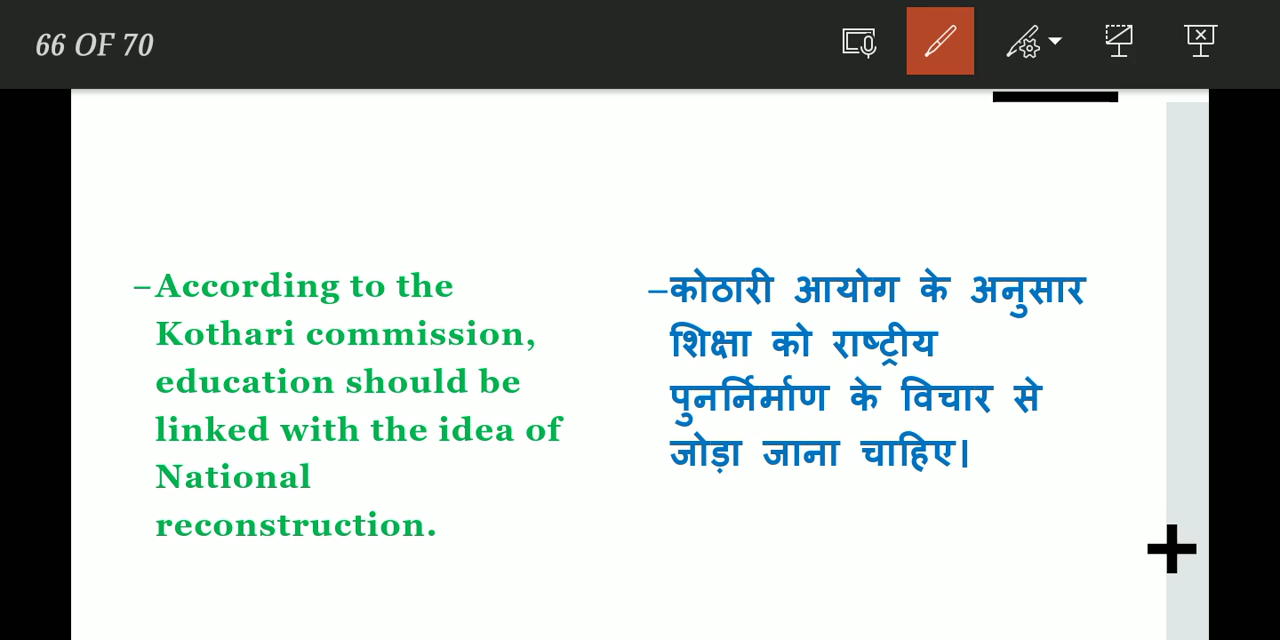 66 OF 70
–According to the
Kothari commission,
education should be
linked with the idea of
National
reconstruction.
–कोठारी आयोग के अनुसार
शिक्षा को राष्ट्रीय
पुनर्निर्माण के विचार से
जोड़ा जाना चाहिए।